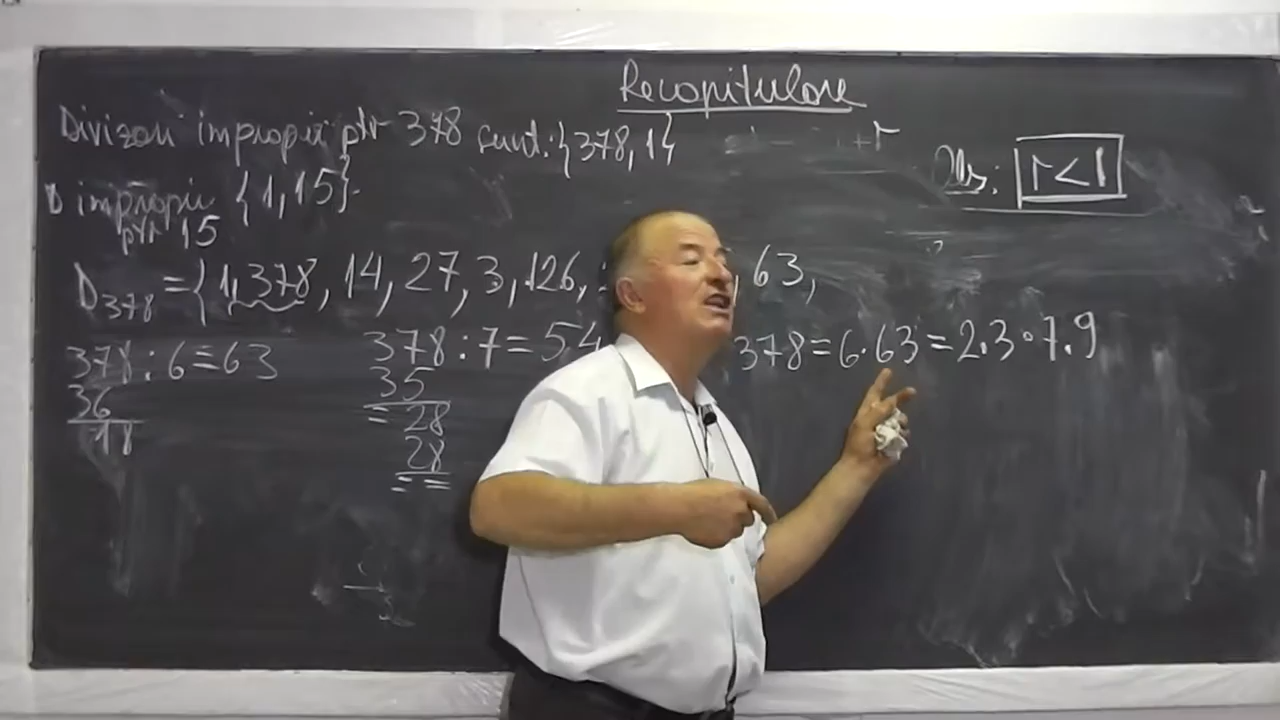 Recapitulare
Divizori improprii ptr 378 sunt: {378, 1}
Obs: r < 1
D improprii {1, 15}.
ptr 15
D378 = {1, 378, 14, 27, 3, 126, 63,
378 : 6 = 63
36
18
378 : 7 = 54
35
= 28
28
= =
378 = 6 · 63 = 2 . 3 · 7 . 9